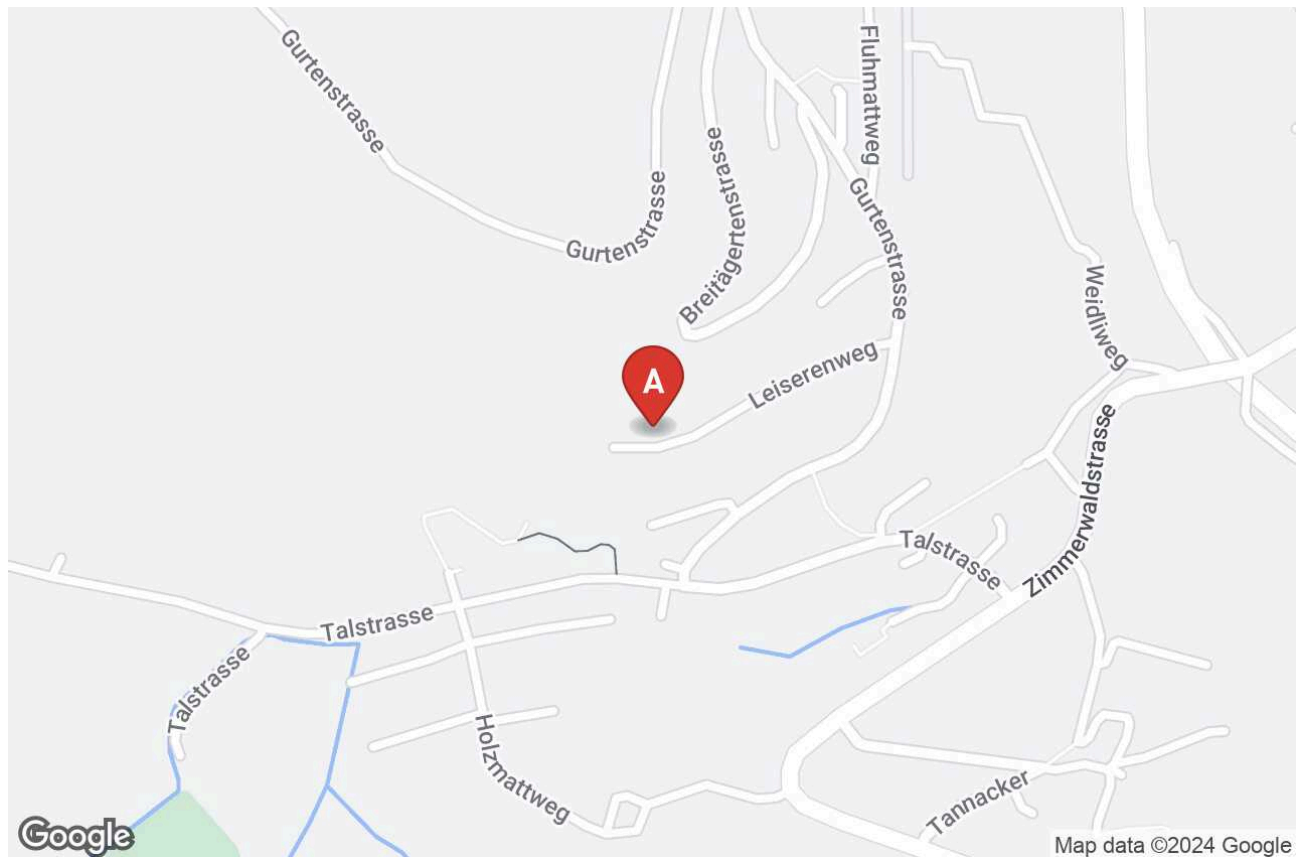 Gurtenstrasse
Fluhmattweg
Breitägertenstrasse
Gurtenstrasse
Gurtenstrasse
Weidliweg
A
Leiserenweg
Zimmerwaldstrasse
Talstrasse
Talstrasse
Talstrasse
Holzmattweg
Tannacker
Google
Map data ©2024 Google